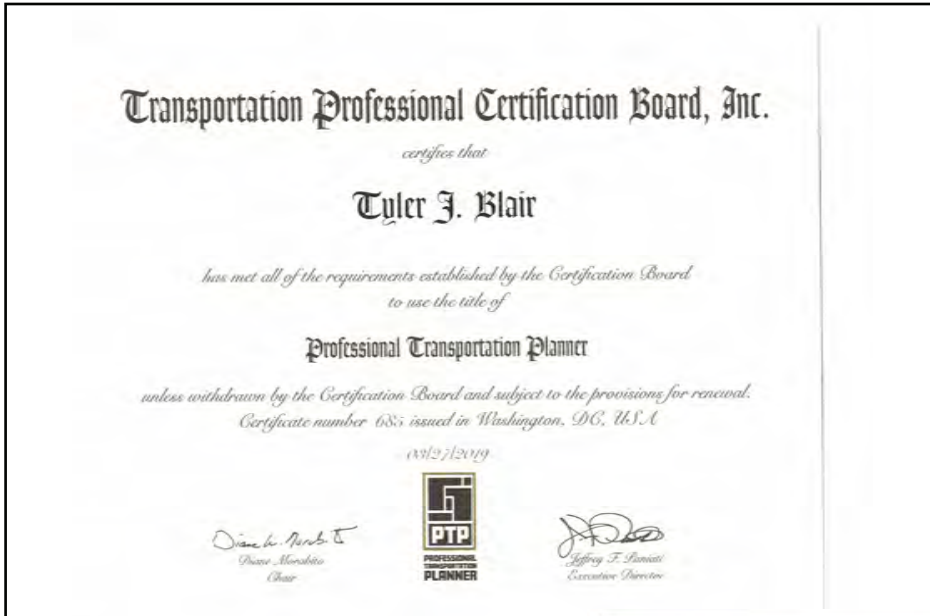 Transportation Professional Certification Board, Inc.
certifies that
Tyler J. Blair
has met all of the requirements established by the Certification Board
to use the title of
Professional Transportation Planner
unless withdrawn by the Certification Board and subject to the provisions for renewal.
Certificate number 685 issued in Washington, DC, USA
03/27/2019
PTP
PROFESSIONAL
TRANSPORTATION
PLANNER
Diane Morabito
Chair
Jeffrey F. Paniati
Executive Director